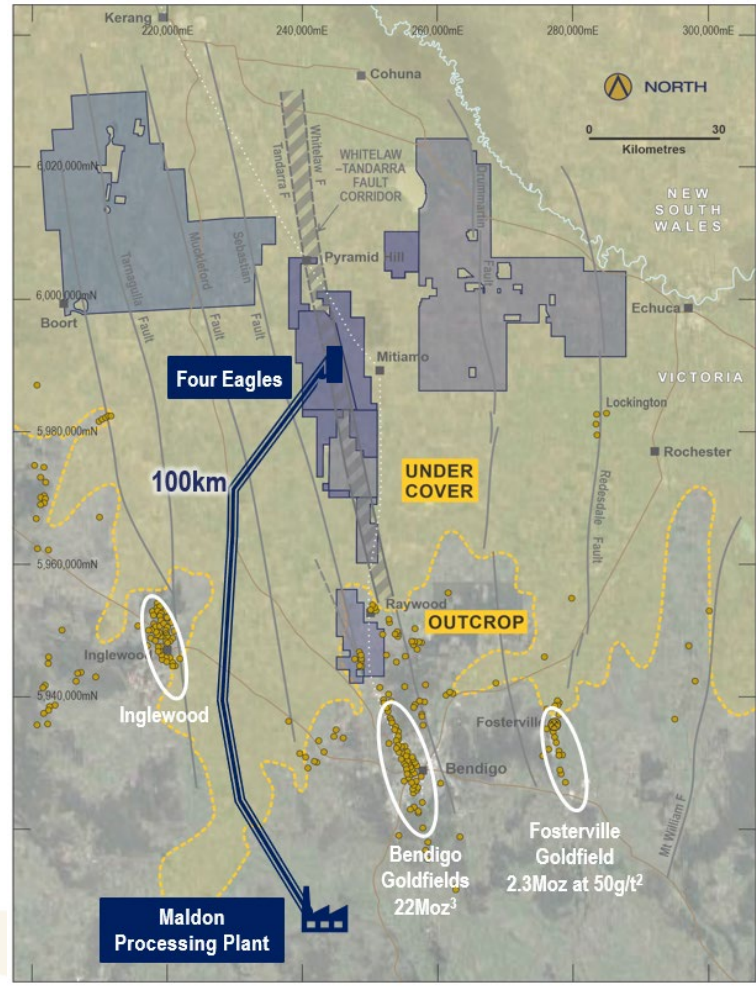 Kerang
220,000mE
240,000mE
260,000mE
280,000mE
300,000mE
Cohuna
NORTH
0
30
Kilometres
6,020,000mN
Whitelaw F
Tandarra F
WHITELAW
–TANDARRA
FAULT
CORRIDOR
Drummartin
Fault
NEW
SOUTH
WALES
Tarnagulla
Fault
Muckleford
Fault
Sebastian
Fault
Pyramid Hill
6,000,000mN
Boort
Echuca
Four Eagles
Mitiamo
VICTORIA
Lockington
5,980,000mN
Rochester
100km
UNDER
COVER
Redesdale
Fault
5,960,000mN
Raywood
OUTCROP
Inglewood
Inglewood
5,940,000mN
Fosterville
Bendigo
Mt William F
Bendigo
Goldfields
22Moz³
Fosterville
Goldfield
2.3Moz at 50g/t²
Maldon
Processing Plant